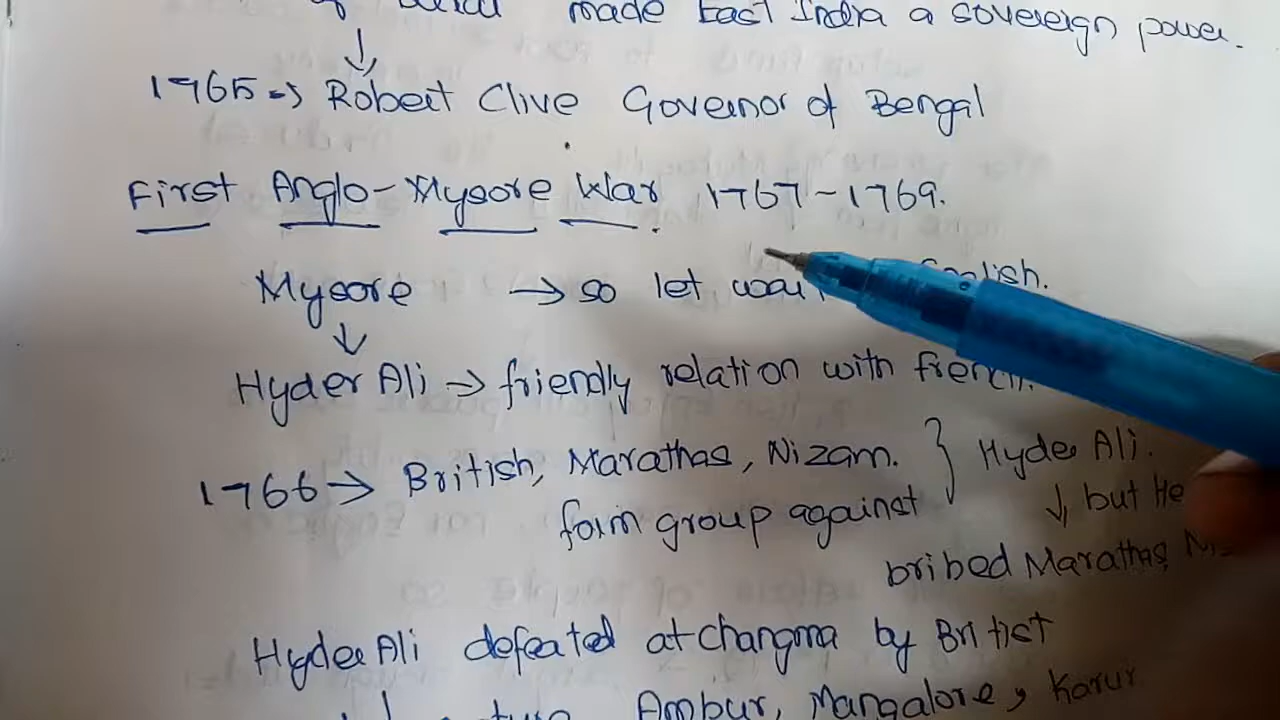 made East India a sovereign power.
1765 => Robert Clive Governor of Bengal
First Anglo-Mysore War 1767-1769.
Mysore → so let
Hyder Ali => friendly relation with french.
1766 → British, Marathas, Nizam. } Hyder Ali.
form group against ↓ but He
bribed Marathas
Hyder Ali defeated at changma by Britist
Ambur, Mangalore, Karur